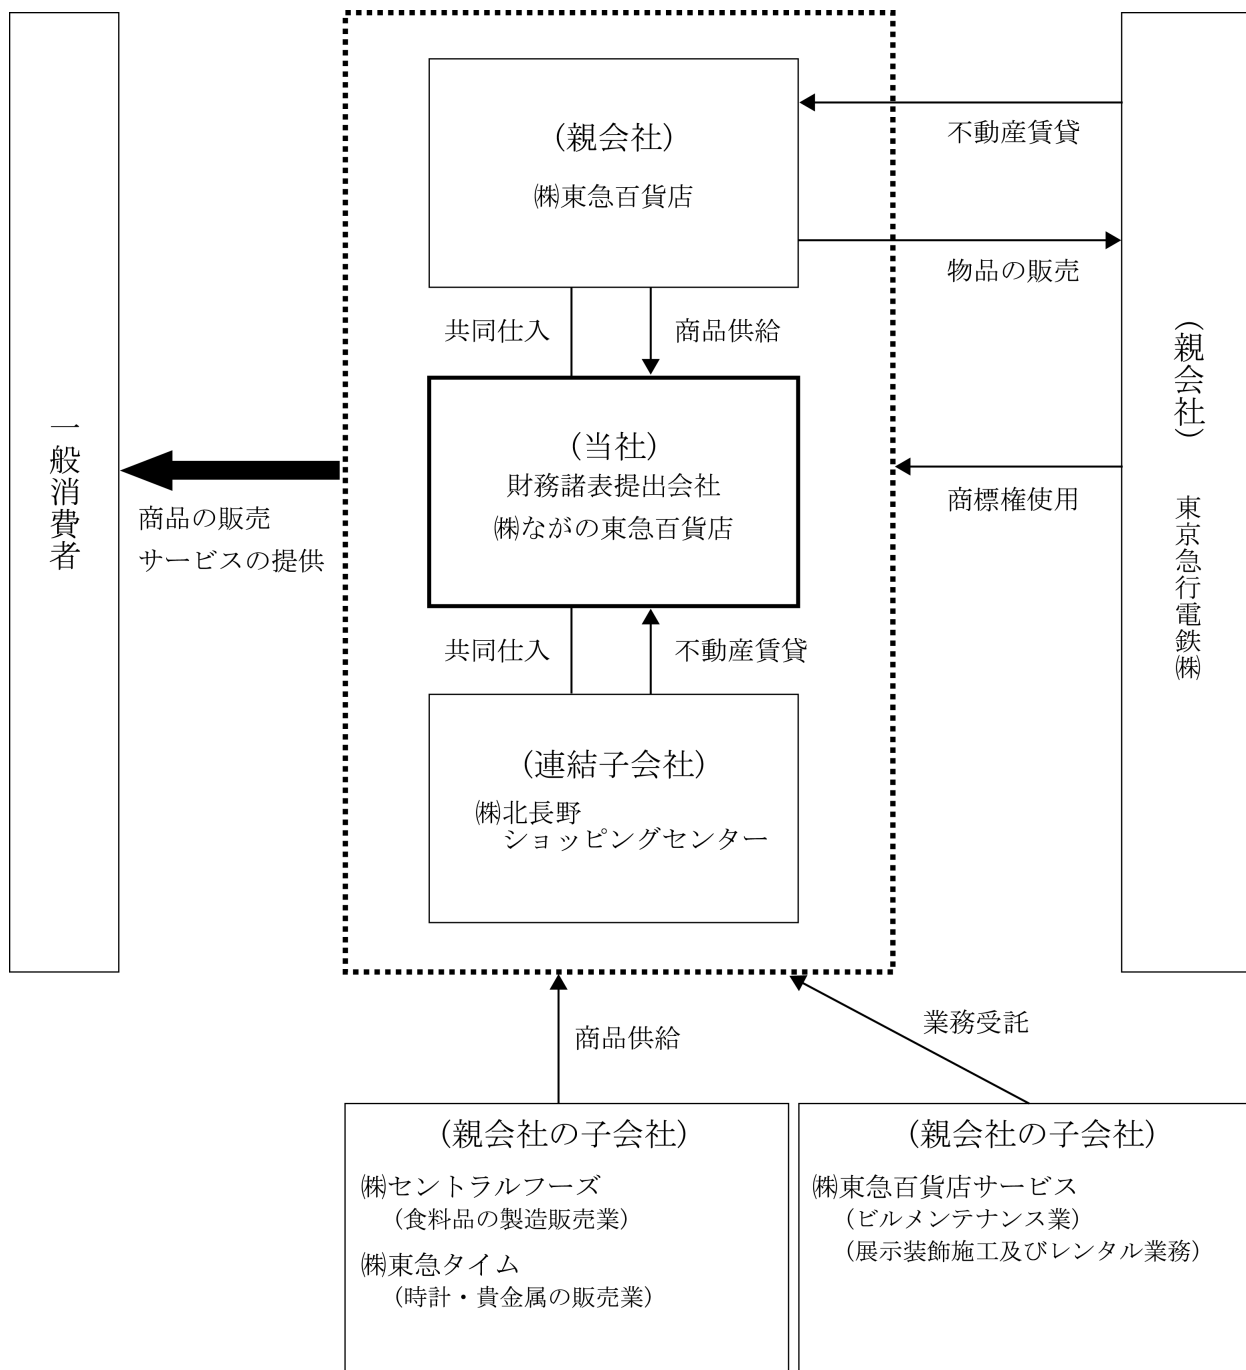 (親会社)
㈱東急百貨店
不動産賃貸
物品の販売
共同仕入
商品供給
(当社)
財務諸表提出会社
㈱ながの東急百貨店
一般消費者
商品の販売
サービスの提供
(親会社) 東京急行電鉄㈱
商標権使用
共同仕入
不動産賃貸
(連結子会社)
㈱北長野
ショッピングセンター
商品供給
業務受託
(親会社の子会社)
㈱セントラルフーズ
(食料品の製造販売業)
㈱東急タイム
(時計・貴金属の販売業)
(親会社の子会社)
㈱東急百貨店サービス
(ビルメンテナンス業)
(展示装飾施工及びレンタル業務)